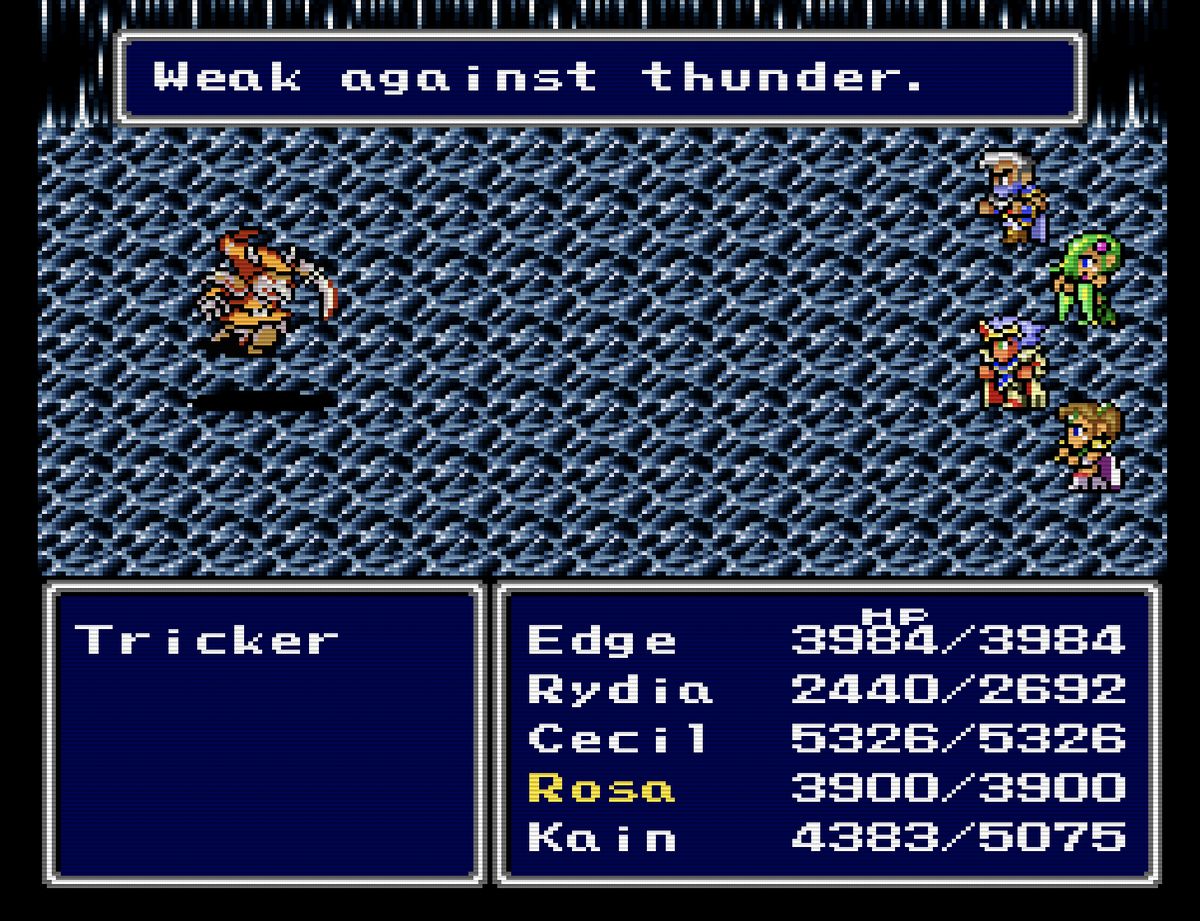 Weak against thunder.
Tricker
HP
Edge 3984/3984
Rydia 2440/2692
Cecil 5326/5326
Rosa 3900/3900
Kain 4383/5075